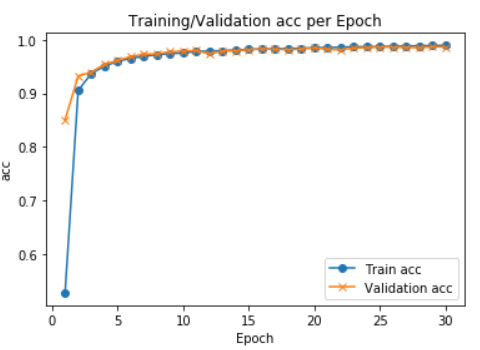 Training/Validation acc per Epoch
1.0
0.9
0.8
0.7
0.6
acc
Train acc
Validation acc
0 5 10 15 20 25 30
Epoch